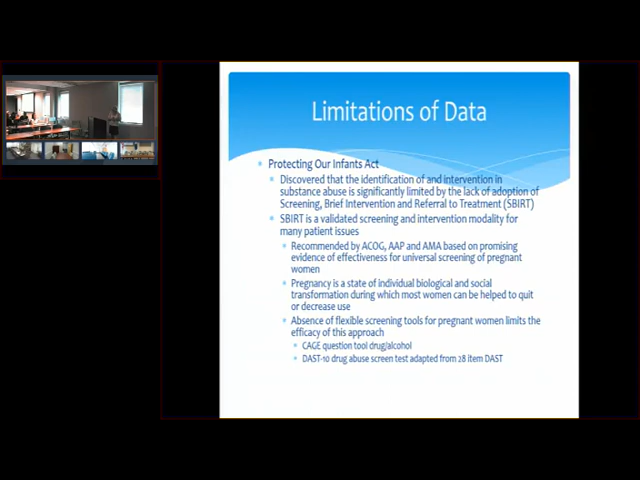 Limitations of Data
Protecting Our Infants Act
Discovered that the identification of and intervention in
substance abuse is significantly limited by the lack of adoption of
Screening, Brief Intervention and Referral to Treatment (SBIRT)
SBIRT is a validated screening and intervention modality for
many patient issues
Recommended by ACOG, AAP and AMA based on promising
evidence of effectiveness for universal screening of pregnant
women
Pregnancy is a state of individual biological and social
transformation during which most women can be helped to quit
or decrease use
Absence of flexible screening tools for pregnant women limits the
efficacy of this approach
CAGE question tool drug/alcohol
DAST-10 drug abuse screen test adapted from 28 item DAST